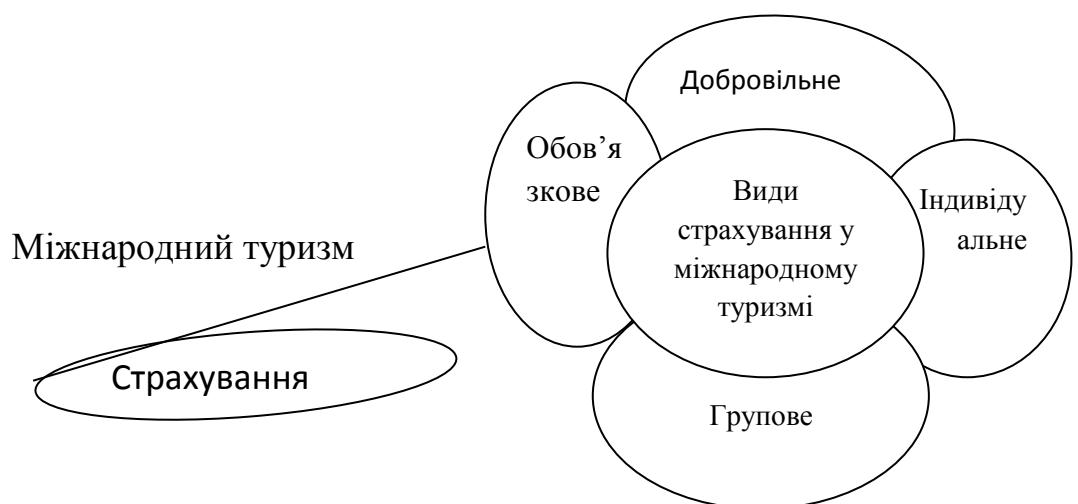 Добровільне
Обов’я
зкове
Види
страхування у
міжнародному
туризмі
Індивіду
альне
Міжнародний туризм
Страхування
Групове